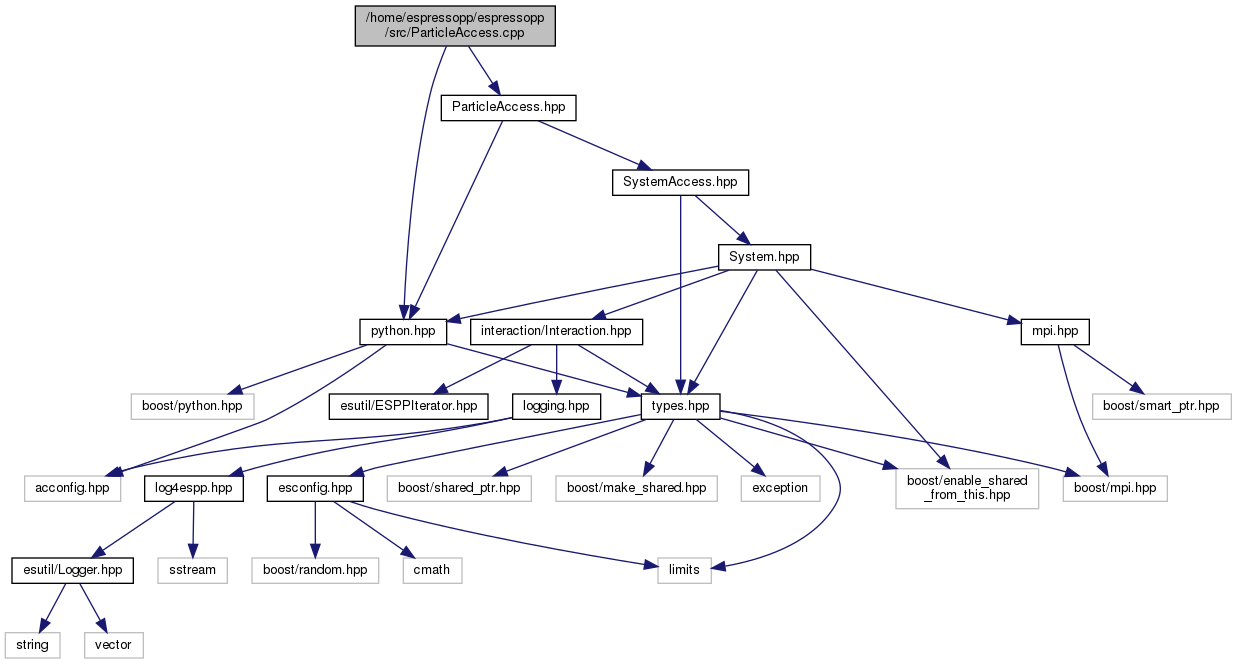 /home/espressopp/espressopp
/src/ParticleAccess.cpp
ParticleAccess.hpp
SystemAccess.hpp
System.hpp
python.hpp
interaction/Interaction.hpp
mpi.hpp
boost/python.hpp
esutil/ESPPIterator.hpp
logging.hpp
types.hpp
boost/smart_ptr.hpp
acconfig.hpp
log4espp.hpp
esconfig.hpp
boost/shared_ptr.hpp
boost/make_shared.hpp
exception
boost/enable_shared
_from_this.hpp
boost/mpi.hpp
esutil/Logger.hpp
sstream
boost/random.hpp
cmath
limits
string
vector